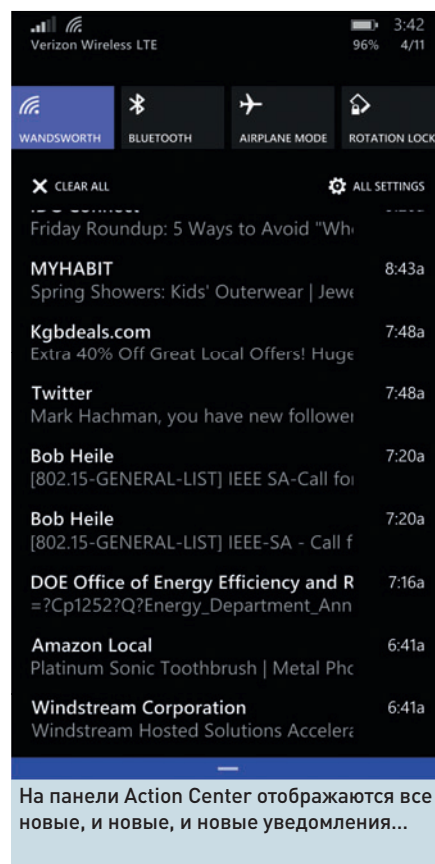 3:42
Verizon Wireless LTE 96% 4/11
WANDSWORTH BLUETOOTH AIRPLANE MODE ROTATION LOCK
CLEAR ALL ALL SETTINGS
Friday Roundup: 5 Ways to Avoid "Wh
MYHABIT 8:43a
Spring Showers: Kids' Outerwear | Jewe
Kgbdeals.com 7:48a
Extra 40% Off Great Local Offers! Huge
Twitter 7:48a
Mark Hachman, you have new follower
Bob Heile 7:20a
[802.15-GENERAL-LIST] IEEE SA-Call for
Bob Heile 7:20a
[802.15-GENERAL-LIST] IEEE-SA - Call f
DOE Office of Energy Efficiency and R 7:16a
=?Cp1252?Q?Energy_Department_Ann
Amazon Local 6:41a
Platinum Sonic Toothbrush | Metal Pho
Windstream Corporation 6:41a
Windstream Hosted Solutions Accelera
На панели Action Center отображаются все
новые, и новые, и новые уведомления...